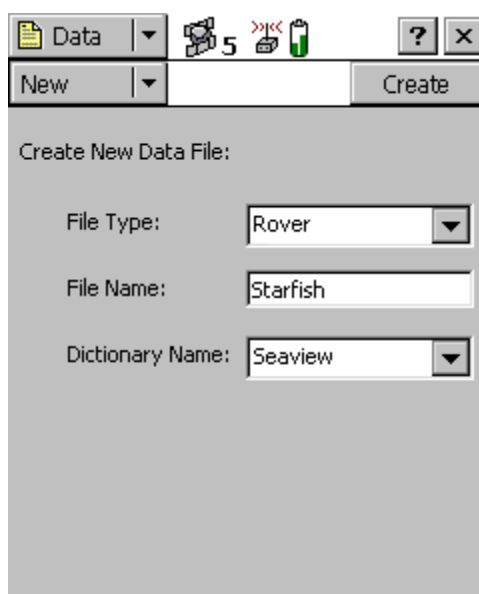 Data
5
?
×
New
Create
Create New Data File:
File Type: Rover
File Name: Starfish
Dictionary Name: Seaview